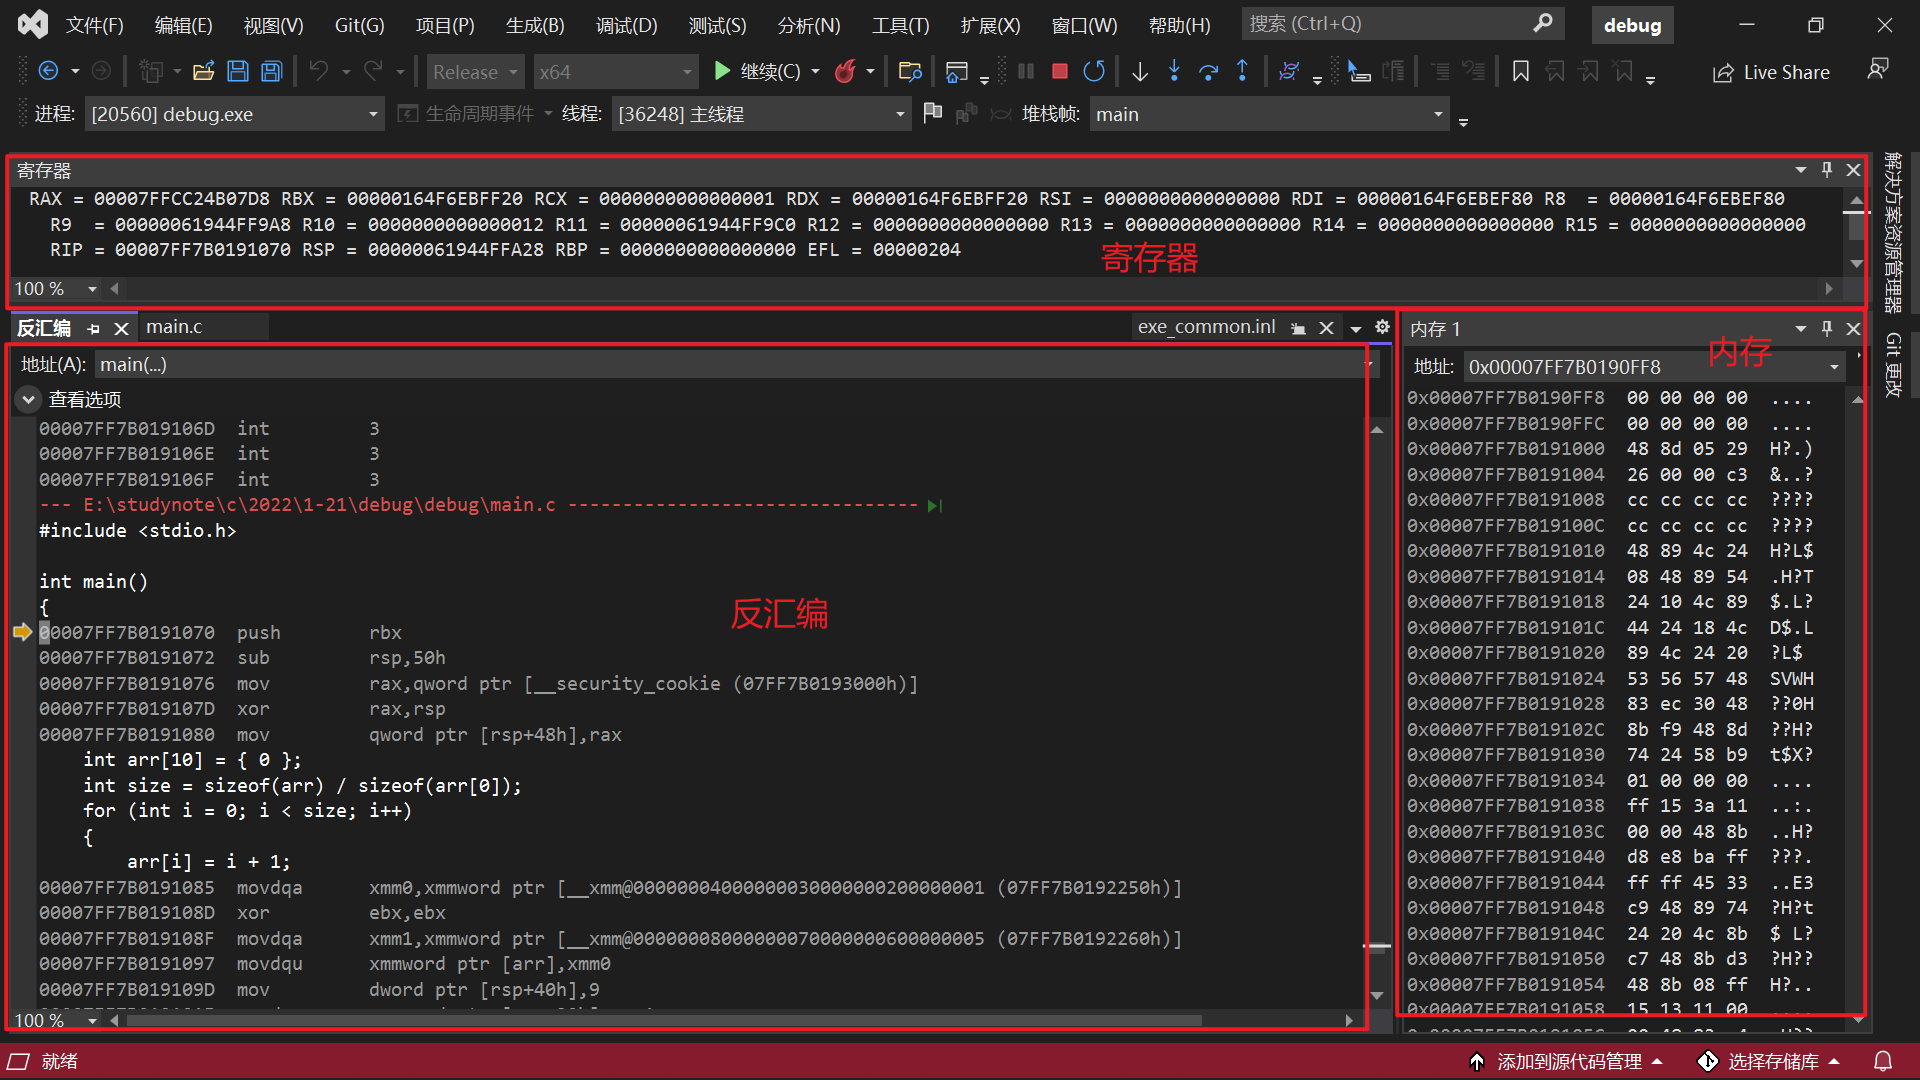 文件(F) 编辑(E) 视图(V) Git(G) 项目(P) 生成(B) 调试(D) 测试(S) 分析(N) 工具(T) 扩展(X) 窗口(W) 帮助(H) 搜索 (Ctrl+Q) debug
Release x64 继续(C) Live Share
进程: [20560] debug.exe 生命周期事件 线程: [36248] 主线程 堆栈帧: main
寄存器
RAX = 00007FFCC24B07D8 RBX = 00000164F6EBFF20 RCX = 0000000000000001 RDX = 00000164F6EBFF20 RSI = 0000000000000000 RDI = 00000164F6EBEF80 R8  = 00000164F6EBEF80
R9  = 00000061944FF9A8 R10 = 0000000000000012 R11 = 00000061944FF9C0 R12 = 0000000000000000 R13 = 0000000000000000 R14 = 0000000000000000 R15 = 0000000000000000
RIP = 00007FF7B0191070 RSP = 00000061944FFA28 RBP = 0000000000000000 EFL = 00000204
寄存器
100 %
解决方案资源管理器
Git 更改
反汇编 main.c exe_common.inl
地址(A): main(...)
查看选项
00007FF7B019106D int 3
00007FF7B019106E int 3
00007FF7B019106F int 3
--- E:\studynote\c\2022\1-21\debug\debug\main.c --------------------------------
#include <stdio.h>
int main()
{
反汇编
00007FF7B0191070 push rbx
00007FF7B0191072 sub rsp,50h
00007FF7B0191076 mov rax,qword ptr [__security_cookie (07FF7B0193000h)]
00007FF7B019107D xor rax,rsp
00007FF7B0191080 mov qword ptr [rsp+48h],rax
int arr[10] = { 0 };
int size = sizeof(arr) / sizeof(arr[0]);
for (int i = 0; i < size; i++)
{
arr[i] = i + 1;
00007FF7B0191085 movdqa xmm0,xmmword ptr [__xmm@00000004000000030000000200000001 (07FF7B0192250h)]
00007FF7B019108D xor ebx,ebx
00007FF7B019108F movdqa xmm1,xmmword ptr [__xmm@00000008000000070000000600000005 (07FF7B0192260h)]
00007FF7B0191097 movdqu xmmword ptr [arr],xmm0
00007FF7B019109D mov dword ptr [rsp+40h],9
100 %
内存 1
内存
地址: 0x00007FF7B0190FF8
0x00007FF7B0190FF8 00 00 00 00 ....
0x00007FF7B0190FFC 00 00 00 00 ....
0x00007FF7B0191000 48 8d 05 29 H?.)
0x00007FF7B0191004 26 00 00 c3 &..?
0x00007FF7B0191008 cc cc cc cc ????
0x00007FF7B019100C cc cc cc cc ????
0x00007FF7B0191010 48 89 4c 24 H?L$
0x00007FF7B0191014 08 48 89 54 .H?T
0x00007FF7B0191018 24 10 4c 89 $.L?
0x00007FF7B019101C 44 24 18 4c D$.L
0x00007FF7B0191020 89 4c 24 20 ?L$
0x00007FF7B0191024 53 56 57 48 SVWH
0x00007FF7B0191028 83 ec 30 48 ??0H
0x00007FF7B019102C 8b f9 48 8d ??H?
0x00007FF7B0191030 74 24 58 b9 t$X?
0x00007FF7B0191034 01 00 00 00 ....
0x00007FF7B0191038 ff 15 3a 11 ..:.
0x00007FF7B019103C 00 00 48 8b ..H?
0x00007FF7B0191040 d8 e8 ba ff ???.
0x00007FF7B0191044 ff ff 45 33 ..E3
0x00007FF7B0191048 c9 48 89 74 ?H?t
0x00007FF7B019104C 24 20 4c 8b $ L?
0x00007FF7B0191050 c7 48 8b d3 ?H??
0x00007FF7B0191054 48 8b 08 ff H?..
0x00007FF7B0191058 15 13 11 00 ....
就绪 添加到源代码管理 选择存储库